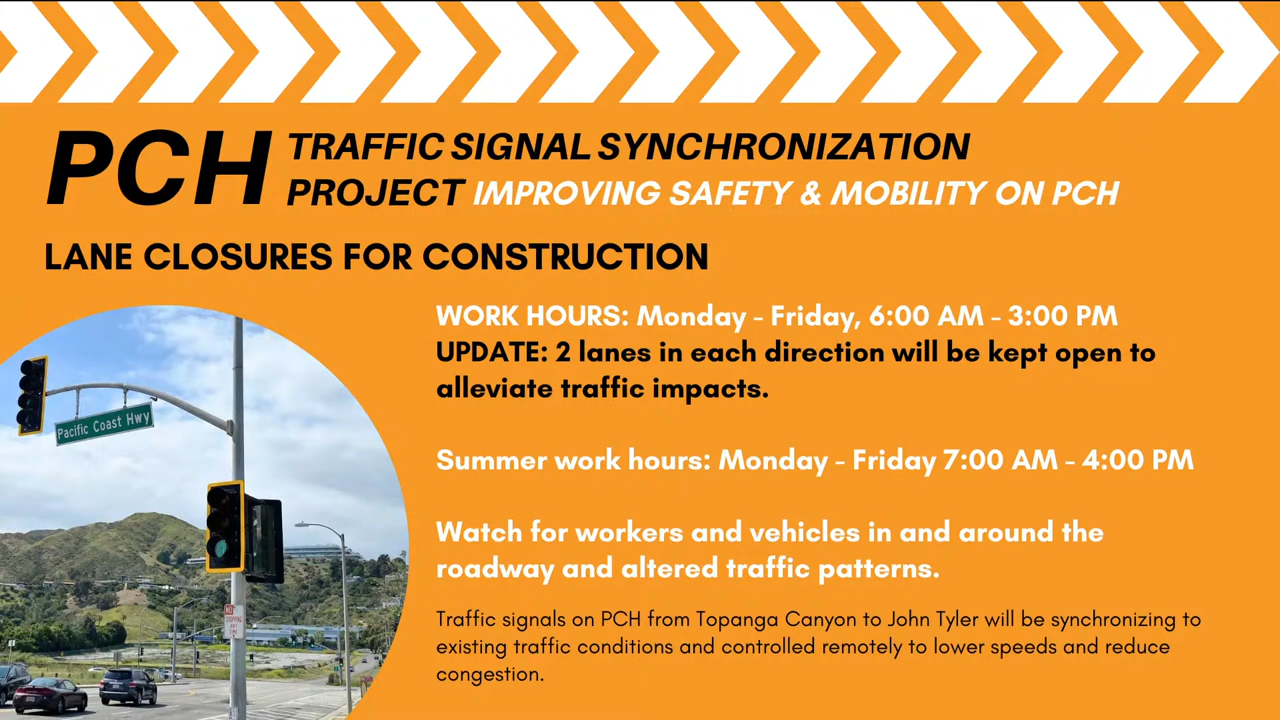 PCH TRAFFIC SIGNAL SYNCHRONIZATION
PROJECT IMPROVING SAFETY & MOBILITY ON PCH
LANE CLOSURES FOR CONSTRUCTION
WORK HOURS: Monday - Friday, 6:00 AM - 3:00 PM
UPDATE: 2 lanes in each direction will be kept open to
alleviate traffic impacts.
Summer work hours: Monday - Friday 7:00 AM - 4:00 PM
Watch for workers and vehicles in and around the
roadway and altered traffic patterns.
Traffic signals on PCH from Topanga Canyon to John Tyler will be synchronizing to
existing traffic conditions and controlled remotely to lower speeds and reduce
congestion.
Pacific Coast Hwy
NO
STOPPING
ANY
TIME